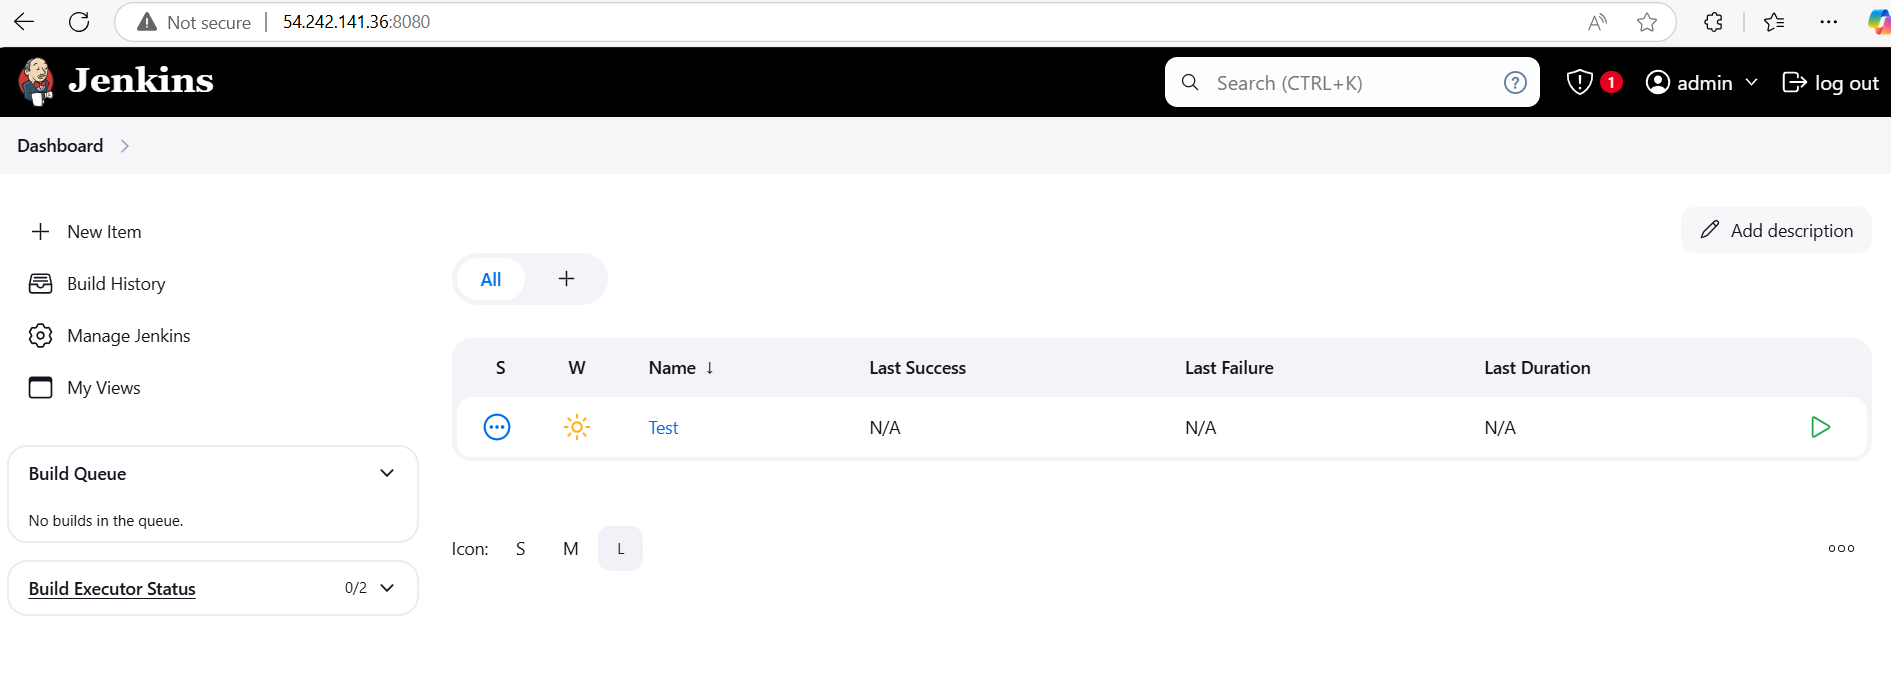 Not secure 54.242.141.36:8080
Jenkins Search (CTRL+K) 1 admin log out
Dashboard
New Item
Add description
Build History
All
Manage Jenkins
My Views
S W Name ↓ Last Success Last Failure Last Duration
Test N/A N/A N/A
Build Queue
No builds in the queue.
Icon: S M L
Build Executor Status 0/2